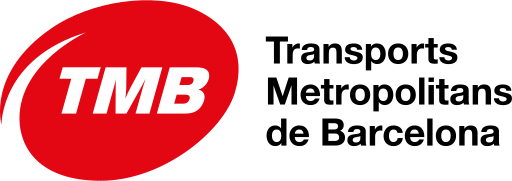 TMB
Transports
Metropolitans
de Barcelona